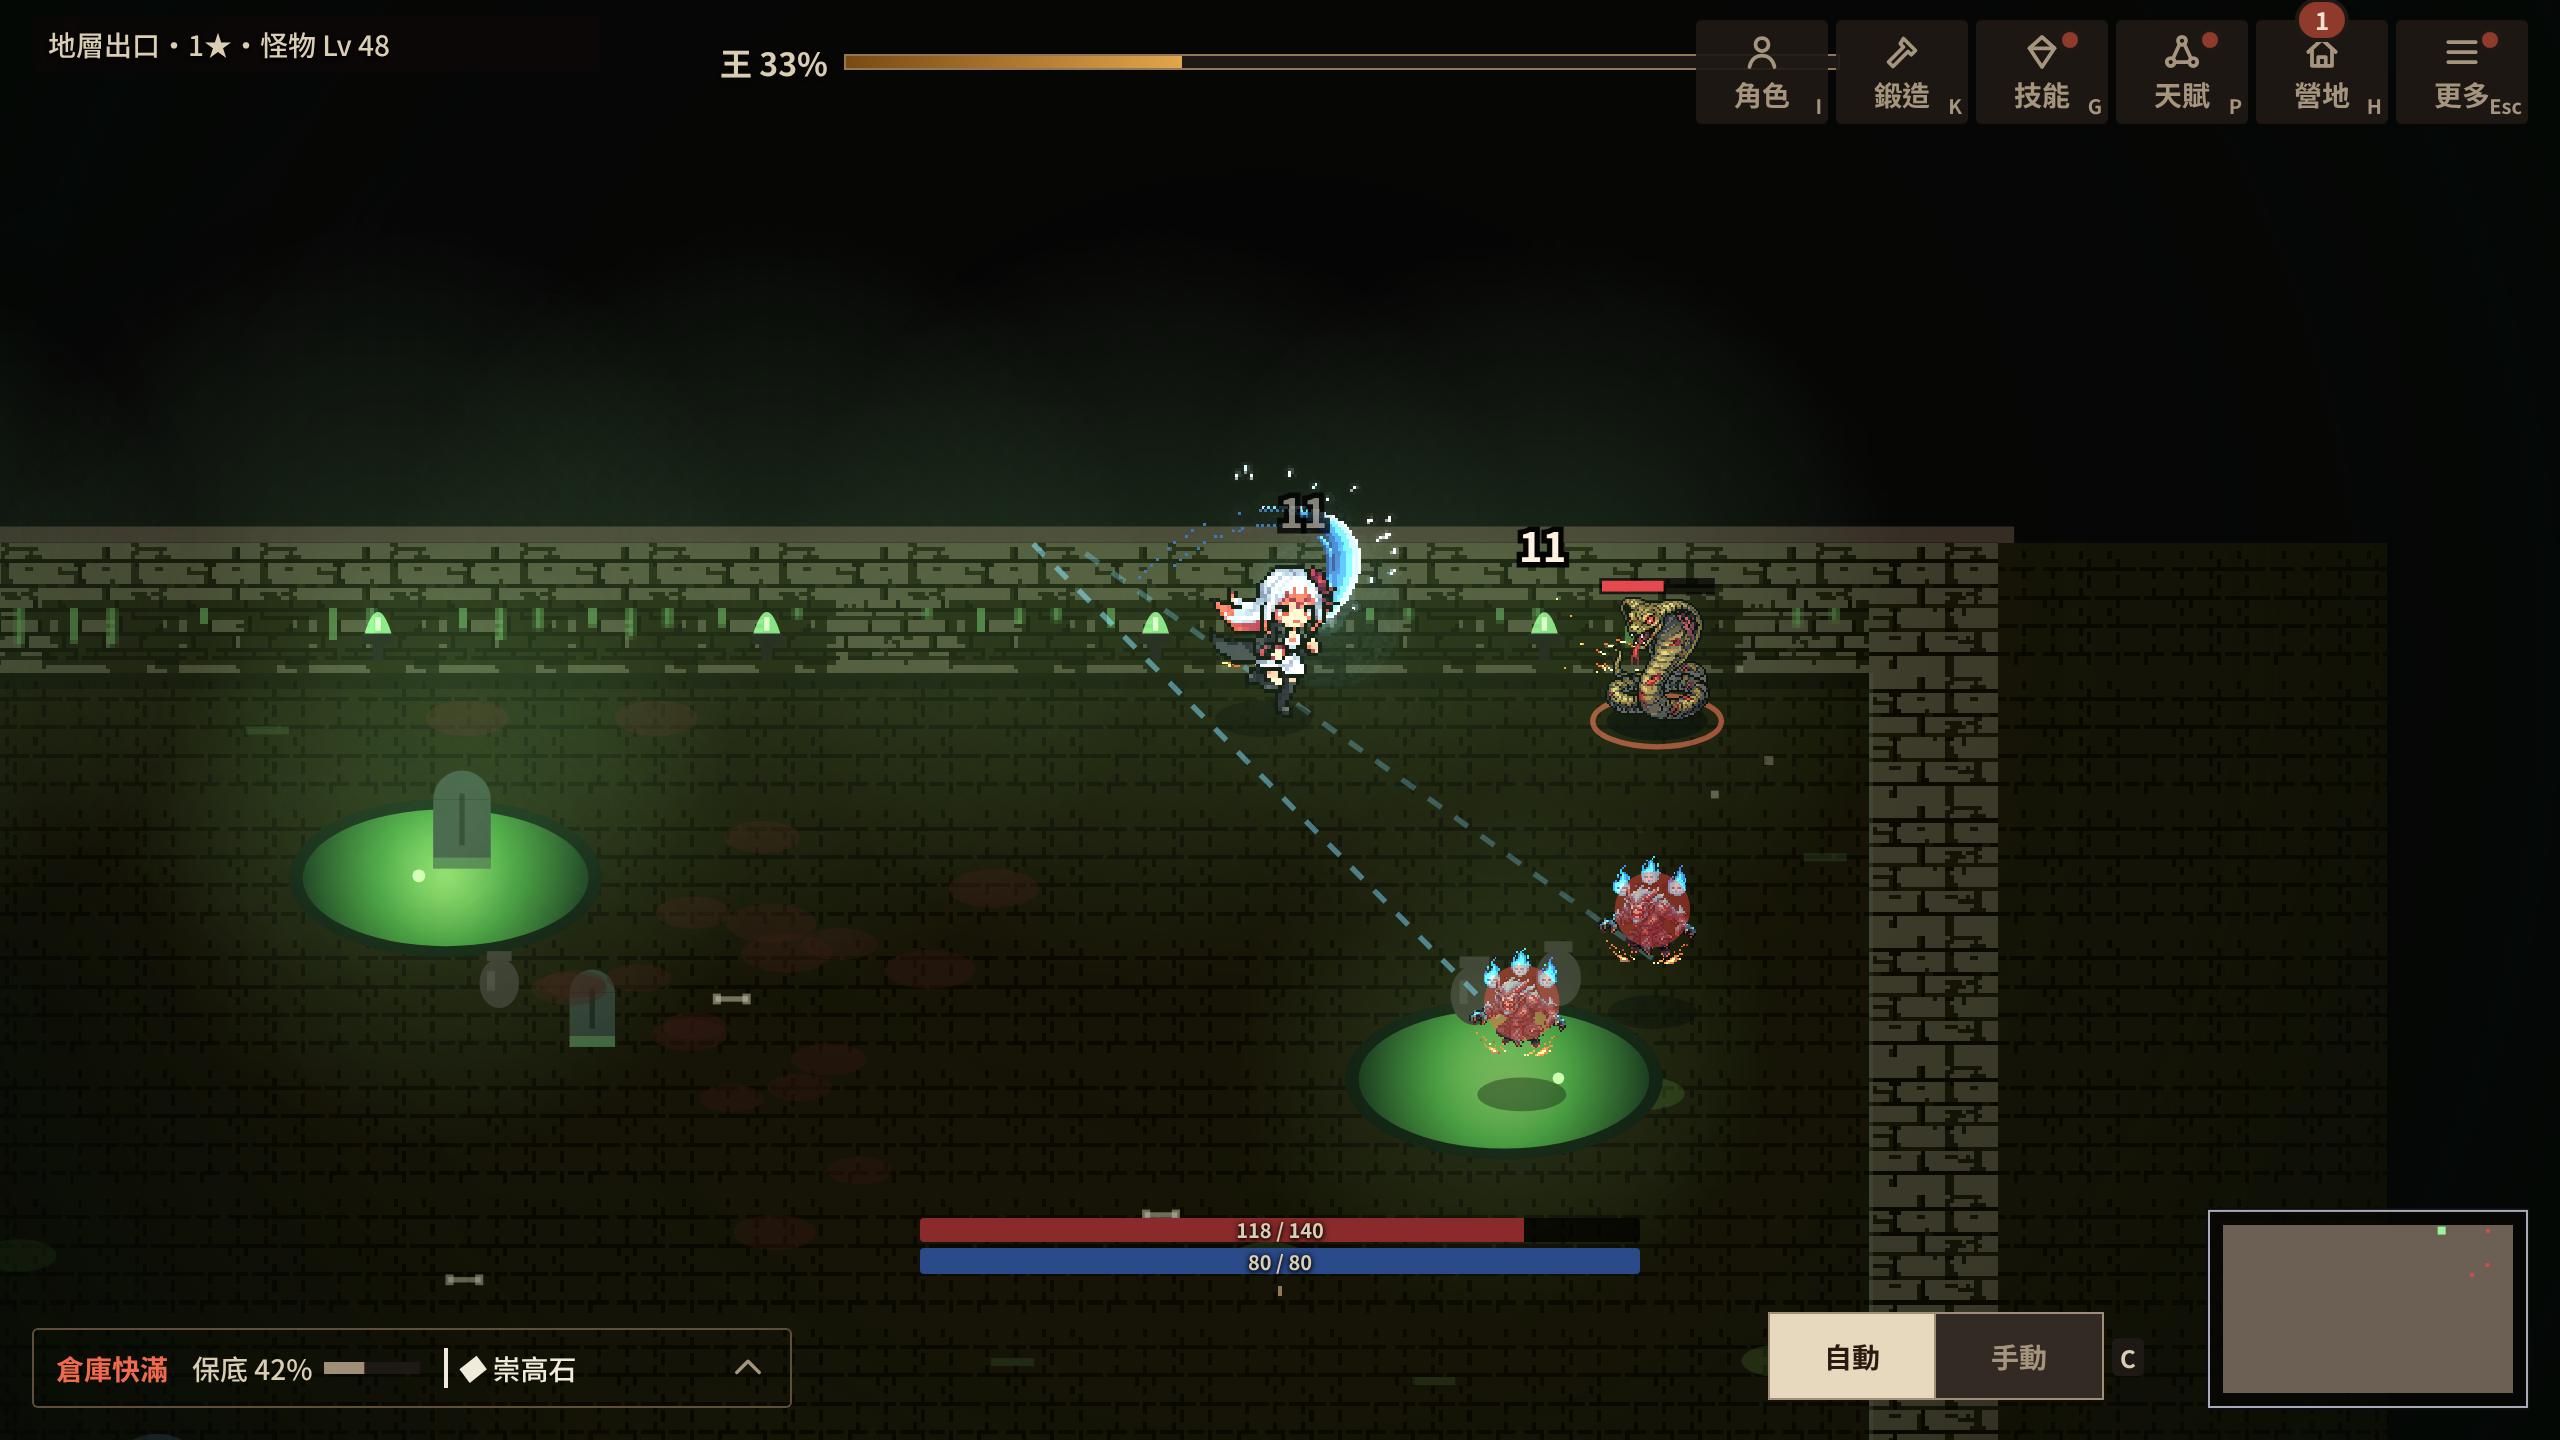 地層出口・1★・怪物 Lv 48
王 33%
角色 I
鍛造 K
技能 G
天賦 P
1
營地 H
更多 Esc
11
11
118 / 140
80 / 80
倉庫快滿 保底 42% 崇高石
自動 手動 C